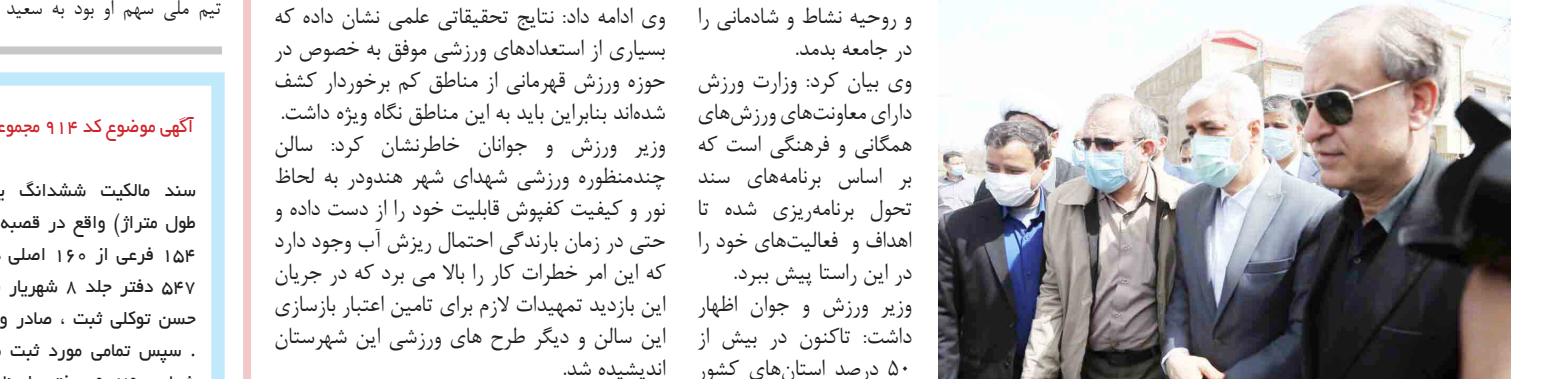 و روحیه نشاط و شادمانی را
در جامعه بدمد.
وی بیان کرد: وزارت ورزش
دارای معاونت‌های ورزش‌های
همگانی و فرهنگی است که
بر اساس برنامه‌های سند
تحول برنامه‌ریزی شده تا
اهداف و فعالیت‌های خود را
در این راستا پیش ببرد.
وزیر ورزش و جوان اظهار
داشت: تاکنون در بیش از
۵۰ درصد استان‌های کشور
وی ادامه داد: نتایج تحقیقاتی علمی نشان داده که
بسیاری از استعدادهای ورزشی موفق به خصوص در
حوزه ورزش قهرمانی از مناطق کم برخوردار کشف
شده‌اند بنابراین باید به این مناطق نگاه ویژه داشت.
وزیر ورزش و جوانان خاطرنشان کرد: سالن
چندمنظوره ورزشی شهدای شهر هندودر به لحاظ
نور و کیفیت کفپوش قابلیت خود را از دست داده و
حتی در زمان بارندگی احتمال ریزش آب وجود دارد
که این امر خطرات کار را بالا می برد که در جریان
این بازدید تمهیدات لازم برای تامین اعتبار بازسازی
این سالن و دیگر طرح های ورزشی این شهرستان
اندیشیده شد.
تیم ملی سهم او بود به سعید
آگهی موضوع کد ۹۱۴
سند مالکیت ششدانگ
طول متراژ) واقع در قصبه
۱۵۴ فرعی از ۱۶۰ اصلی
۵۴۷ دفتر جلد ۸ شهریار
حسن توکلی ثبت ، صادر و
. سپس تمامی مورد ثبت